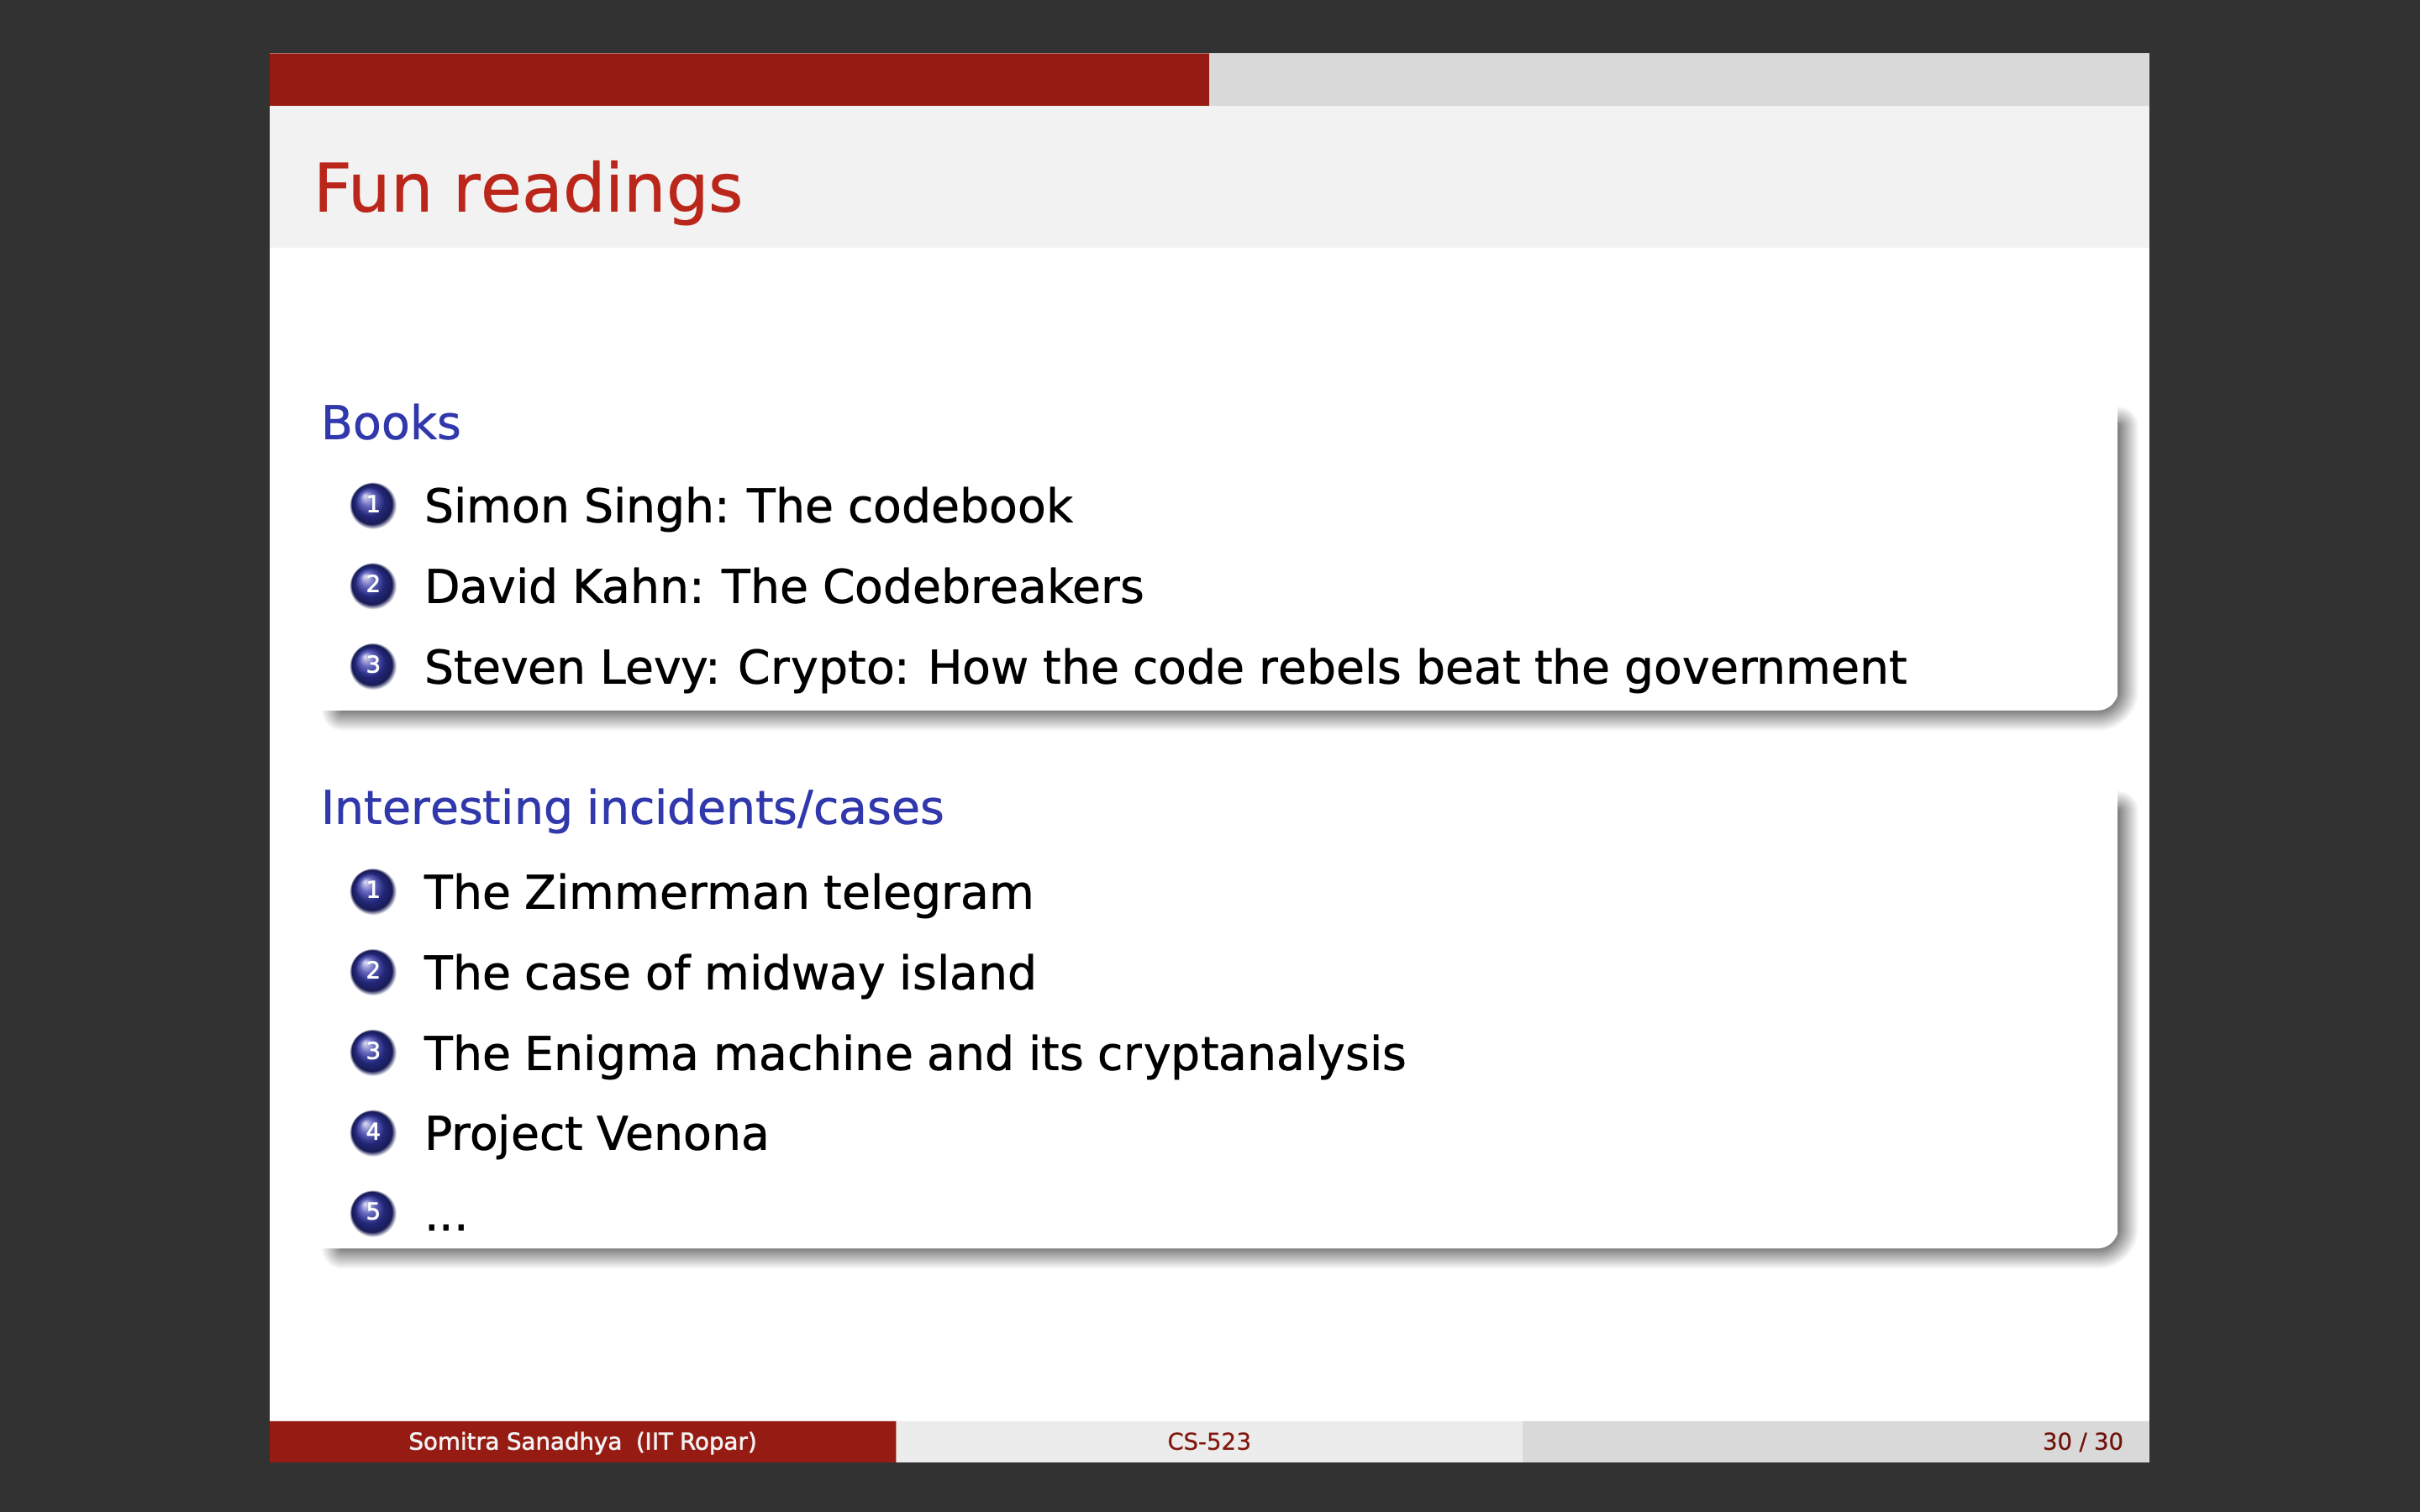 Fun readings
Books
1 Simon Singh: The codebook
2 David Kahn: The Codebreakers
3 Steven Levy: Crypto: How the code rebels beat the government
Interesting incidents/cases
1 The Zimmerman telegram
2 The case of midway island
3 The Enigma machine and its cryptanalysis
4 Project Venona
5 ...
Somitra Sanadhya (IIT Ropar) CS-523 30 / 30